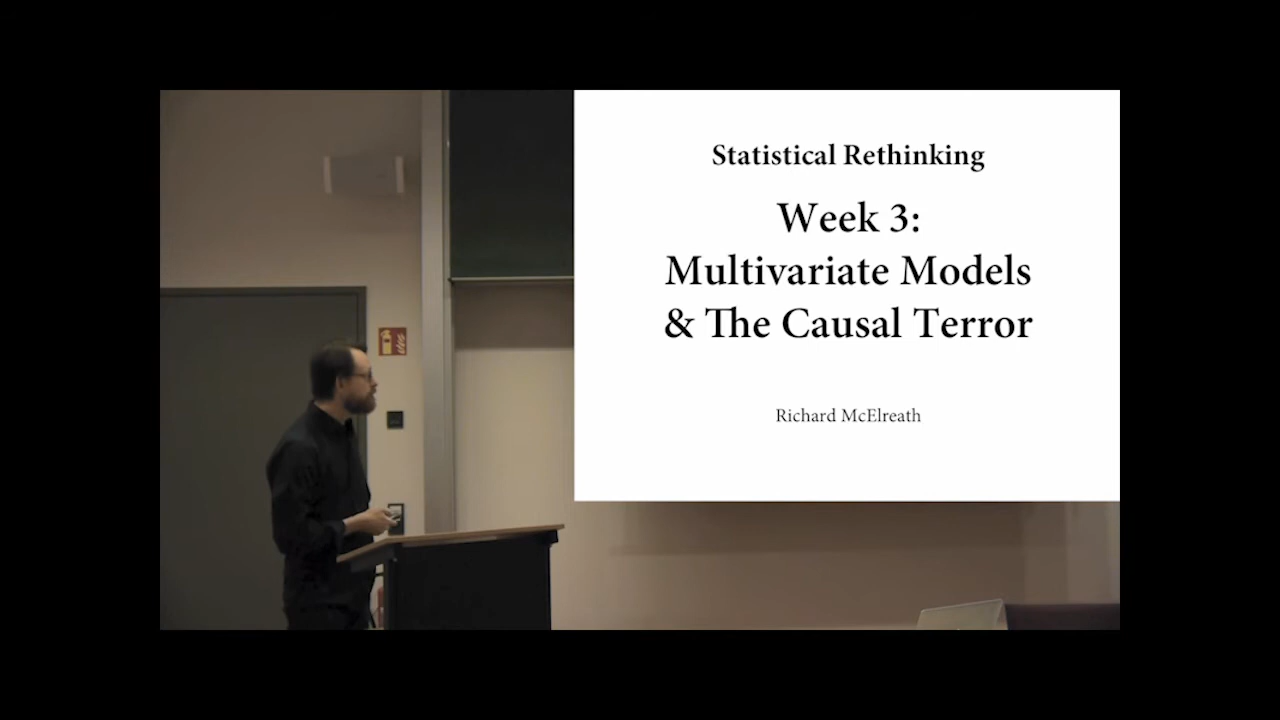 Statistical Rethinking
Week 3:
Multivariate Models
& The Causal Terror
Richard McElreath